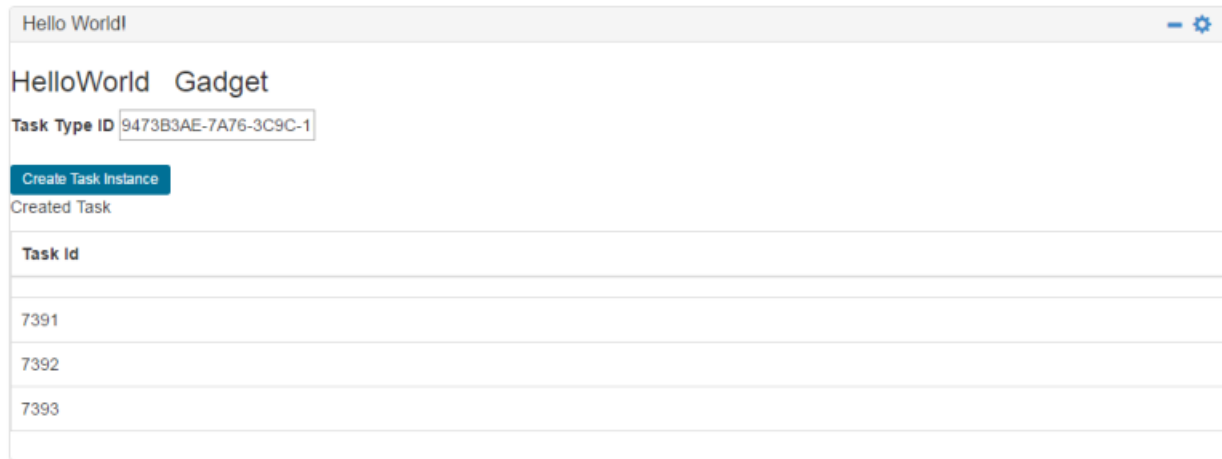 Hello World!
HelloWorld Gadget
Task Type ID 9473B3AE-7A76-3C9C-1
Create Task Instance
Created Task
Task Id
7391
7392
7393